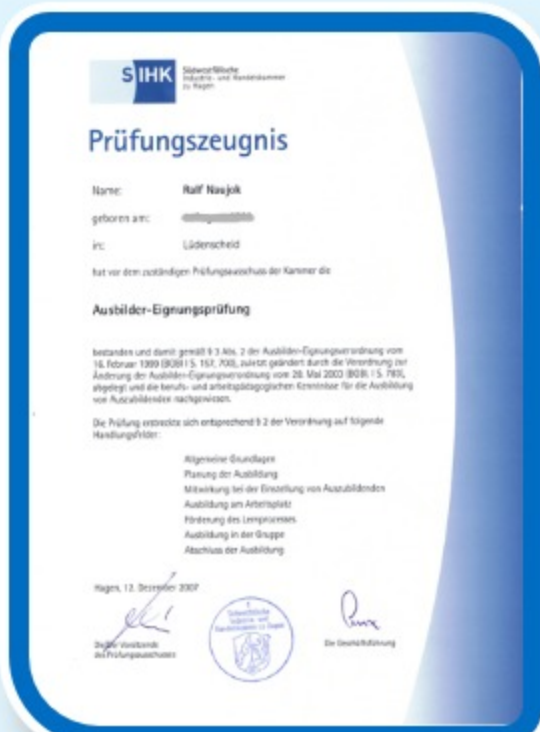 SIHK
Südwestfälische
Industrie- und Handelskammer
zu Hagen
Prüfungszeugnis
Name: Ralf Naujok
geboren am:
in: Lüdenscheid
hat vor dem zuständigen Prüfungsausschuss der Kammer die
Ausbilder-Eignungsprüfung
bestanden und damit gemäß § 3 Abs. 2 der Ausbilder-Eignungsverordnung vom
16. Februar 1999 (BGBl I S. 157, 700), zuletzt geändert durch die Verordnung zur
Änderung der Ausbilder-Eignungsverordnung vom 28. Mai 2003 (BGBl. I S. 783),
abgelegt und die berufs- und arbeitspädagogischen Kenntnisse für die Ausbildung
von Auszubildenden nachgewiesen.
Die Prüfung erstreckte sich entsprechend § 2 der Verordnung auf folgende
Handlungsfelder:
Allgemeine Grundlagen
Planung der Ausbildung
Mitwirkung bei der Einstellung von Auszubildenden
Ausbildung am Arbeitsplatz
Förderung des Lernprozesses
Ausbildung in der Gruppe
Abschluss der Ausbildung
Hagen, 12. Dezember 2007
Vorsitzende
des Prüfungsausschusses
Südwestfälische
Industrie- und
Handelskammer zu Hagen
Die Geschäftsführung